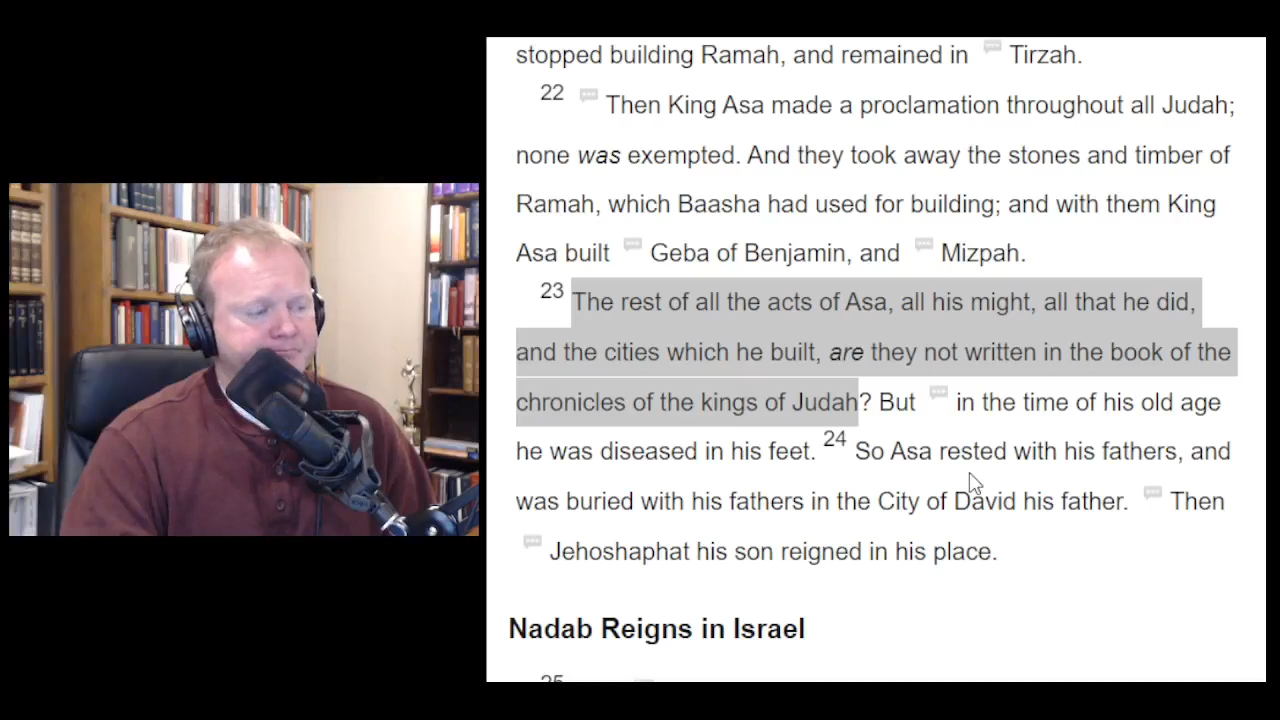 stopped building Ramah, and remained in Tirzah.
22 Then King Asa made a proclamation throughout all Judah;
none was exempted. And they took away the stones and timber of
Ramah, which Baasha had used for building; and with them King
Asa built Geba of Benjamin, and Mizpah.
23 The rest of all the acts of Asa, all his might, all that he did,
and the cities which he built, are they not written in the book of the
chronicles of the kings of Judah? But in the time of his old age
he was diseased in his feet. 24 So Asa rested with his fathers, and
was buried with his fathers in the City of David his father. Then
Jehoshaphat his son reigned in his place.
Nadab Reigns in Israel
25